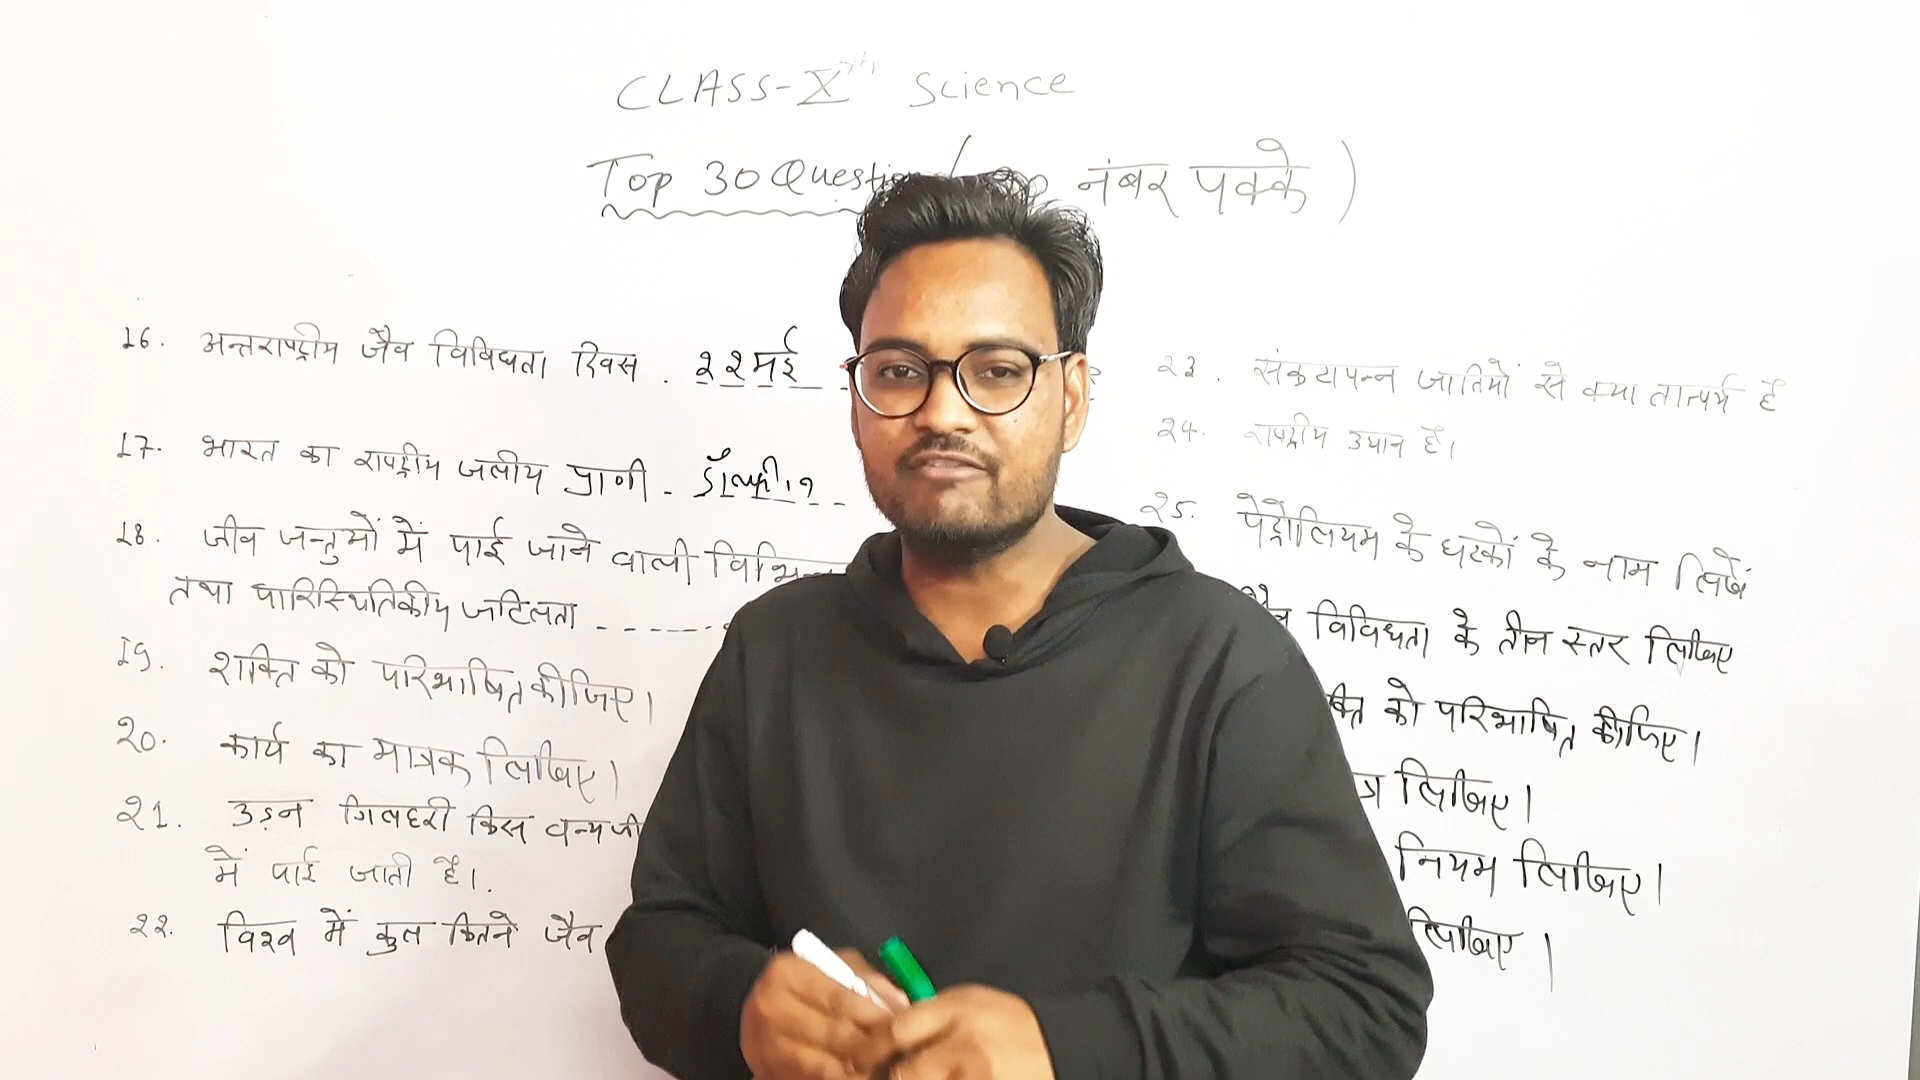 CLASS-Xth Science
Top 30 Question ( नंबर पक्के )
16. अन्तराष्ट्रीय जैव विविधता दिवस . 22मई
17. भारत का राष्ट्रीय जलीय प्राणी - डॉल्फीन
18. जीव जन्तुओं में पाई जाने वाली
तथा पारिस्थितिकीय जटिलता -------
19. शक्ति को परिभाषित कीजिए।
20. कार्य का मात्रक लिखिए।
21. उड़न गिलहरी किस
में पाई जाती है।.
22. विश्व में कुल कितने जैव
23. संकटापन्न जातियों से क्या तात्पर्य है
24. राष्ट्रीय उद्यान है।
25. पेट्रोलियम के घटकों के नाम लिखें
विविधता के तीन स्तर लिखिए
को परिभाषित कीजिए।
लिखिए।
नियम लिखिए।
लिखिए।